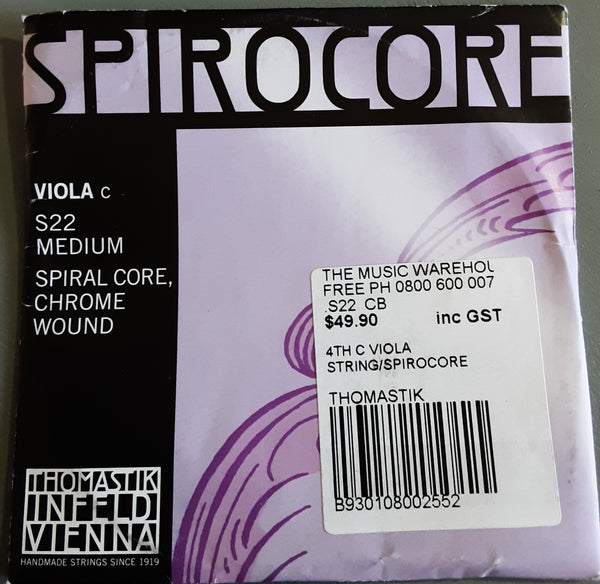 SPIROCORE
VIOLA C
S22
MEDIUM
SPIRAL CORE,
CHROME
WOUND
THE MUSIC WAREHOU
FREE PH 0800 600 007
.S22 CB
$49.90 inc GST
4TH C VIOLA
STRING/SPIROCORE
THOMASTIK
B930108002552
THOMASTIK
INFELD
VIENNA
HANDMADE STRINGS SINCE 1919